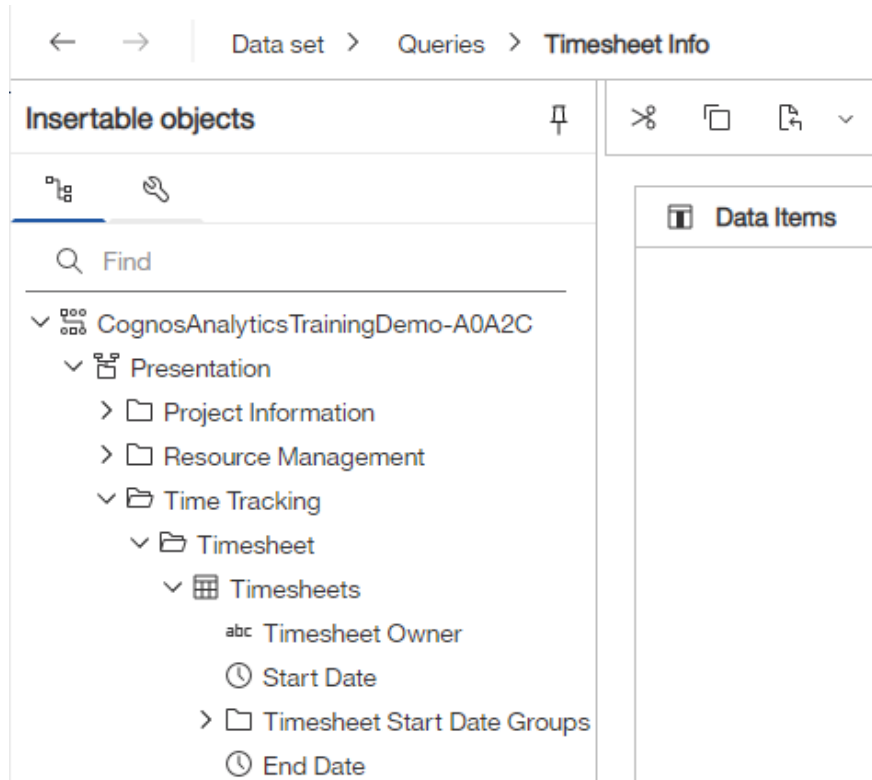 Data set > Queries > Timesheet Info
Insertable objects
Find
Data Items
CognosAnalyticsTrainingDemo-A0A2C
Presentation
Project Information
Resource Management
Time Tracking
Timesheet
Timesheets
abc Timesheet Owner
Start Date
Timesheet Start Date Groups
End Date